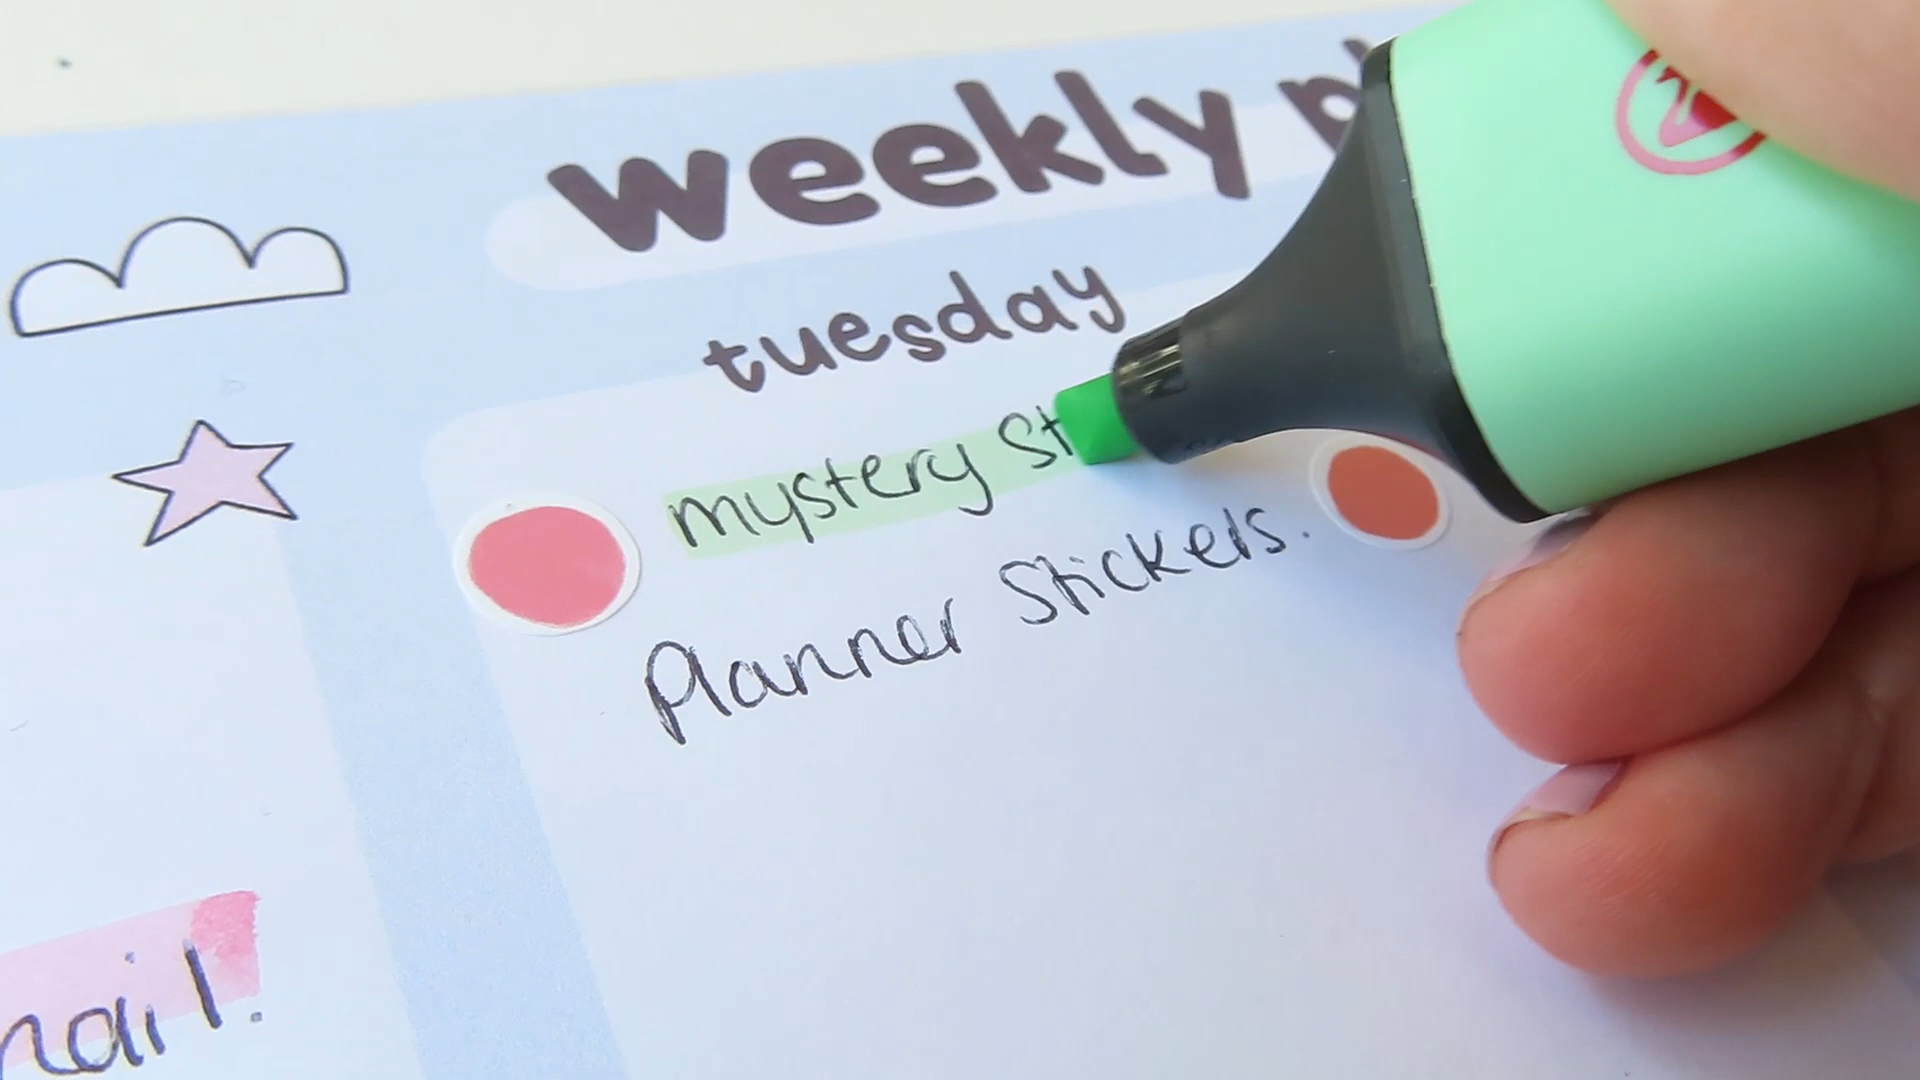 weekly
tuesday
mystery St
Planner Stickers.
nail.